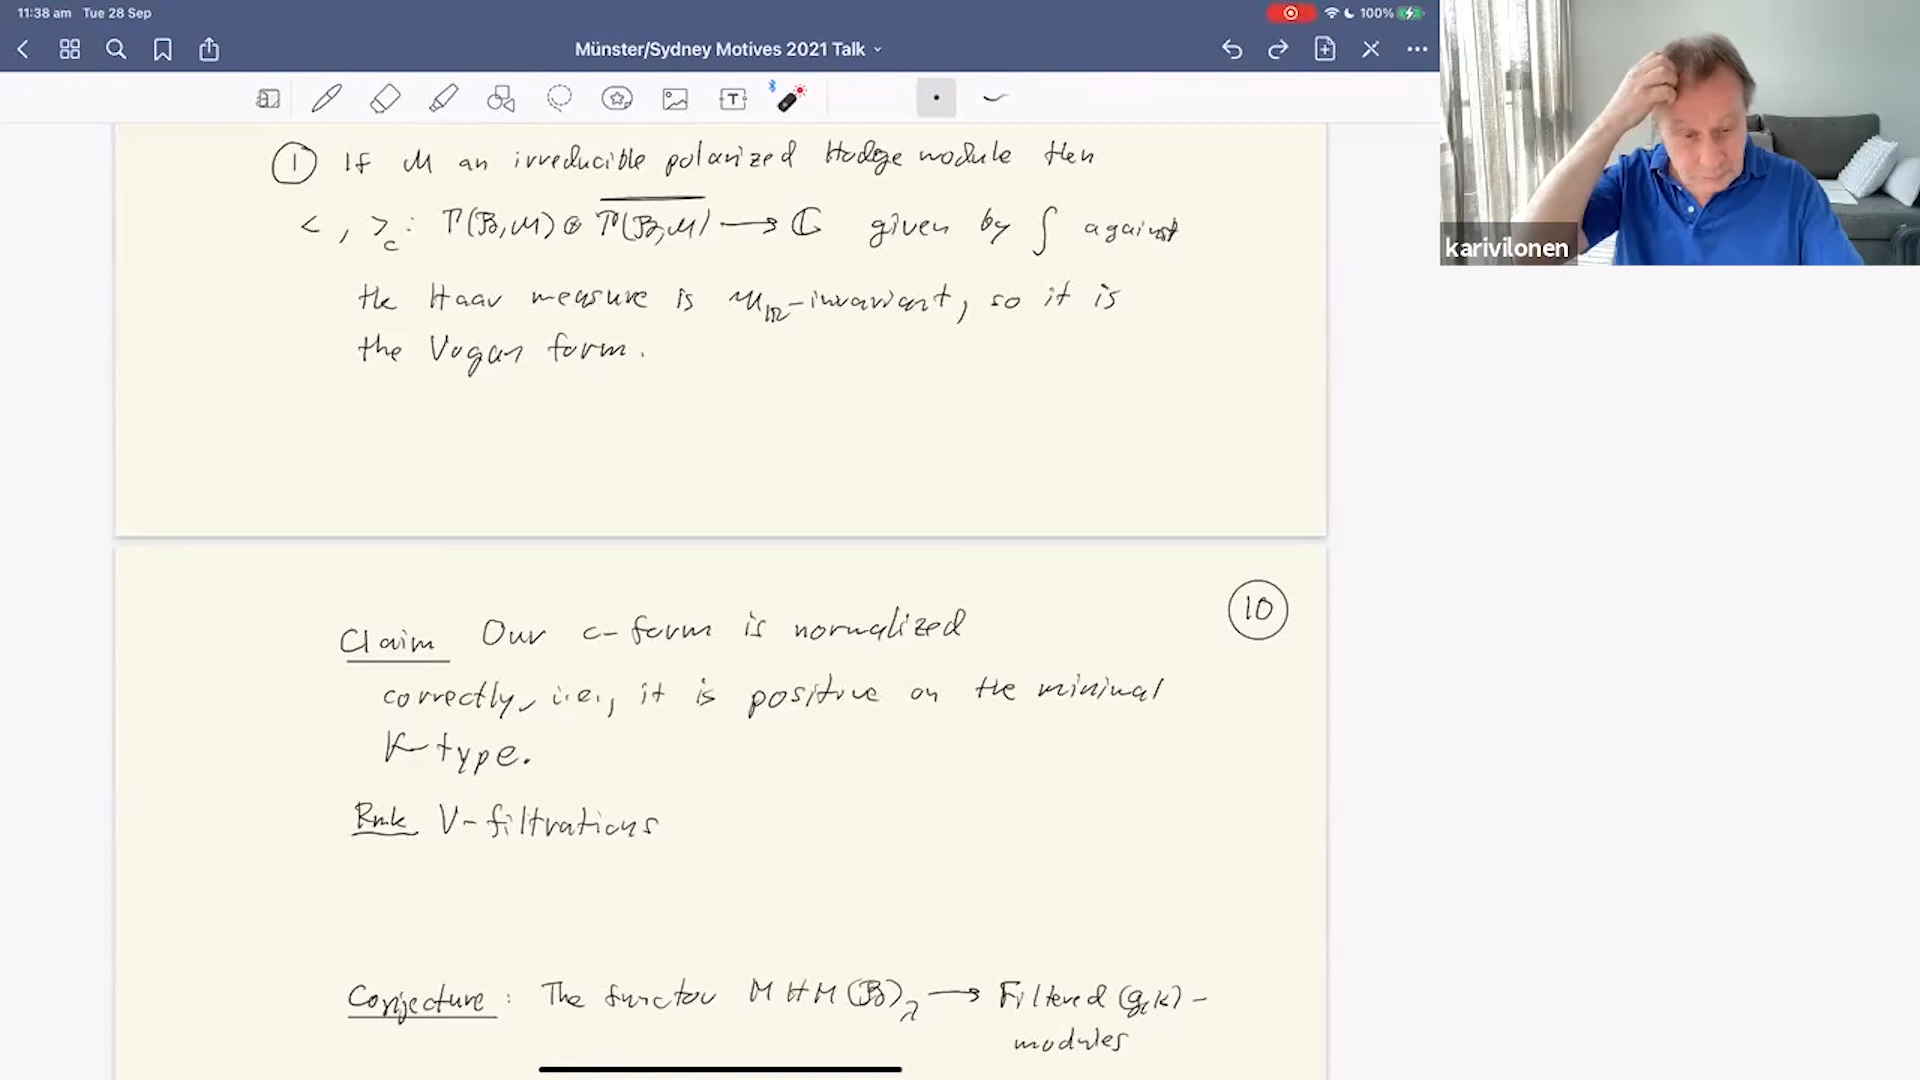 11:38 am Tue 28 Sep
100%
Münster/Sydney Motives 2021 Talk
karivilonen
① If M an irreducible polarized Hodge module then
< , >_c : Γ(B,M) ⊗ \overline{Γ(B,M)} → ℂ given by ∫ against
the Haar measure is u_ℝ-invariant, so it is
the Vogan form.
10
Claim Our c-form is normalized
correctly, i.e., it is positive on the minimal
K-type.
Rmk V-filtrations
Conjecture : The functor MHM(B)_λ → Filtered (g,k)-
modules